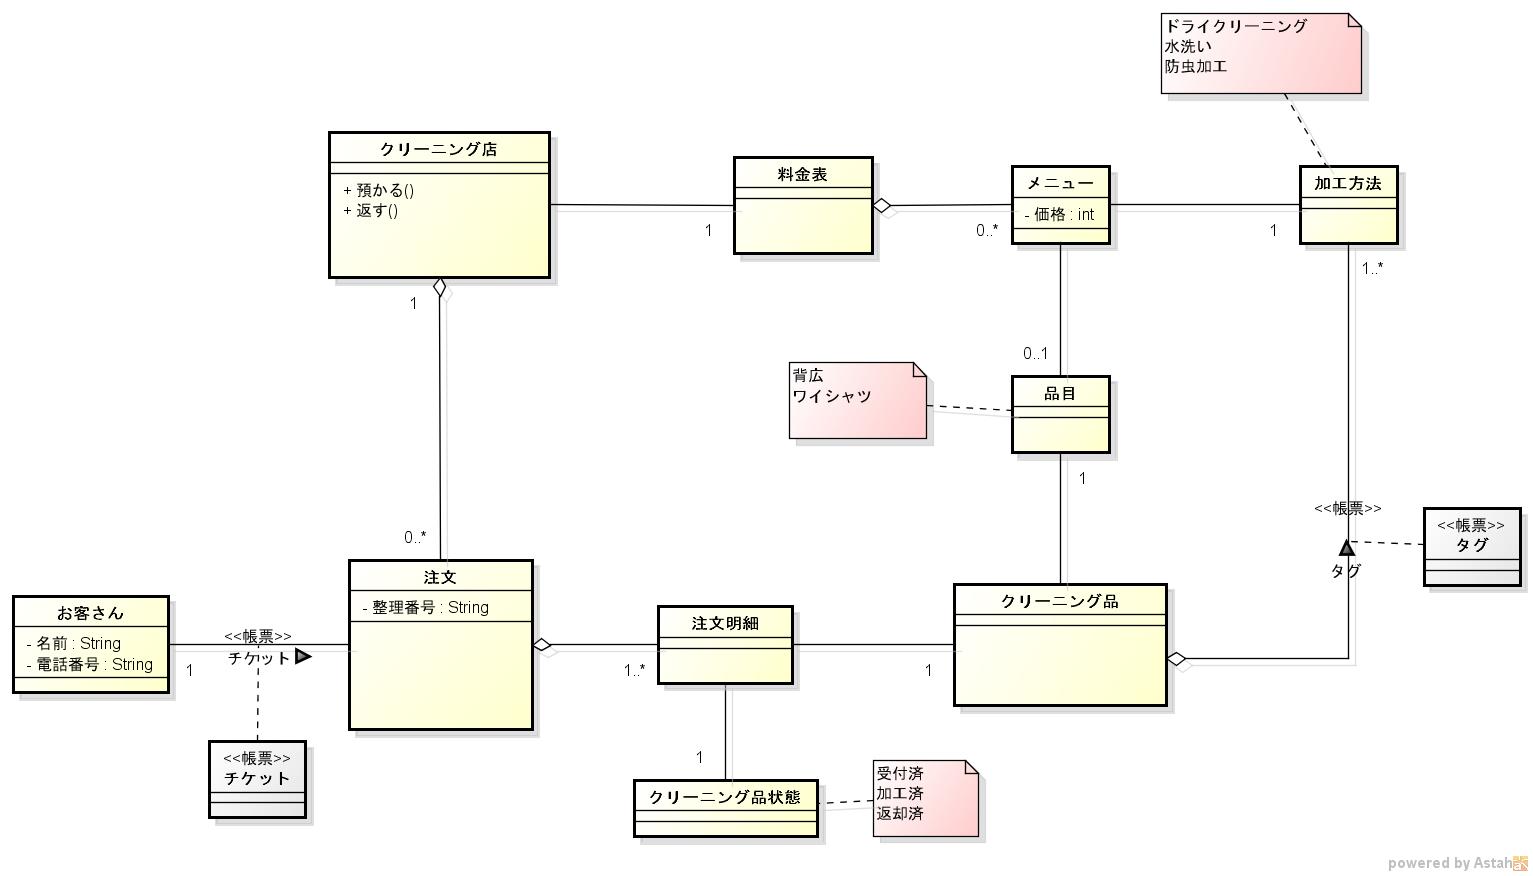 ドライクリーニング
水洗い
防虫加工
クリーニング店
+ 預かる()
+ 返す()
料金表
メニュー
- 価格 : int
加工方法
1
0..*
1
1
1..*
0..1
背広
ワイシャツ
品目
1
0..*
<<帳票>>
タグ
<<帳票>>
タグ
注文
- 整理番号 : String
お客さん
- 名前 : String
- 電話番号 : String
<<帳票>>
チケット
1
注文明細
1..*
クリーニング品
1
<<帳票>>
チケット
1
クリーニング品状態
受付済
加工済
返却済
powered by Astah